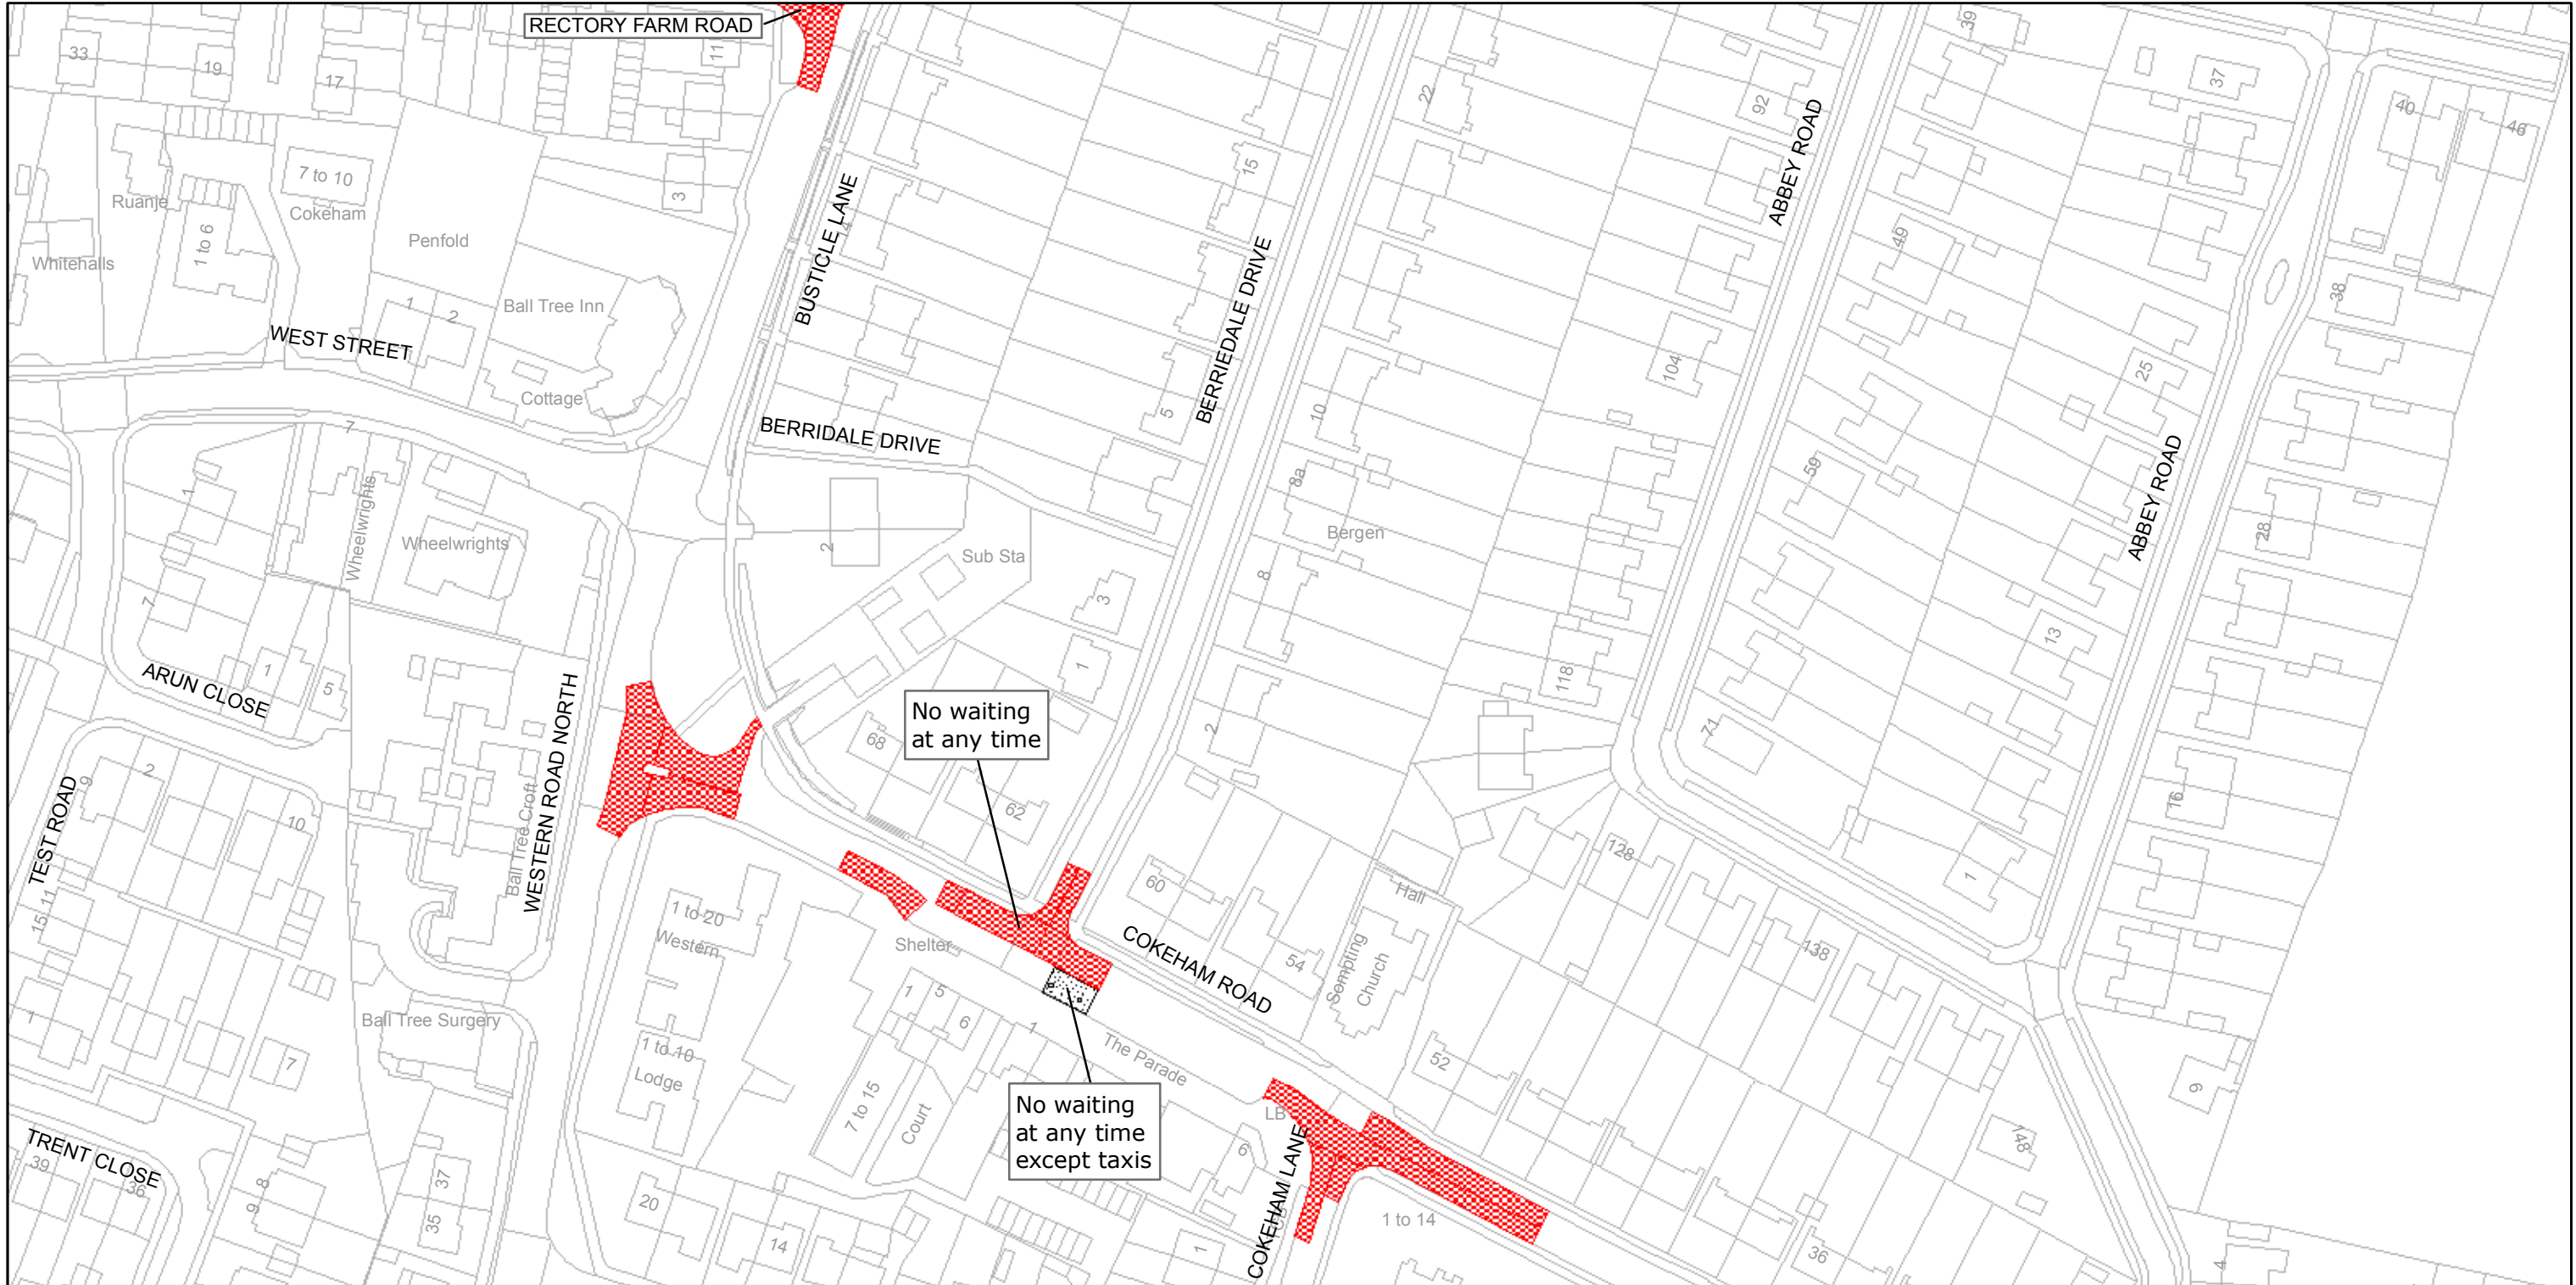 RECTORY FARM ROAD
33
19
17
11
39
37
40
46
22
92
ABBEY ROAD
7 to 10
Cokeham
Ruanje
1 to 6
Whitehalls
Penfold
3
BUSTICLE LANE
14
15
BERRIEDALE DRIVE
49
38
1
2
Ball Tree Inn
WEST STREET
Cottage
BERRIDALE DRIVE
5
10
104
25
ABBEY ROAD
7
1
Wheelwrights
Wheelwrights
2
Sub Sta
8a
Bergen
59
28
7
8
3
1
13
118
1
5
ARUN CLOSE
WESTERN ROAD NORTH
Ball Tree Croft
No waiting
at any time
68
62
2
71
16
9
2
10
TEST ROAD
11
15
1 to 20
Western
Shelter
60
54
COKEHAM ROAD
Hall
Sompting
Church
128
138
1
Ball Tree Surgery
1
7
1 to 10
Lodge
1
5
6
1
The Parade
7 to 15
Court
No waiting
at any time
except taxis
LB
6
COKEHAM LANE
52
148
9
TRENT CLOSE
39
36
8
9
37
35
20
14
1
1 to 14
36
4